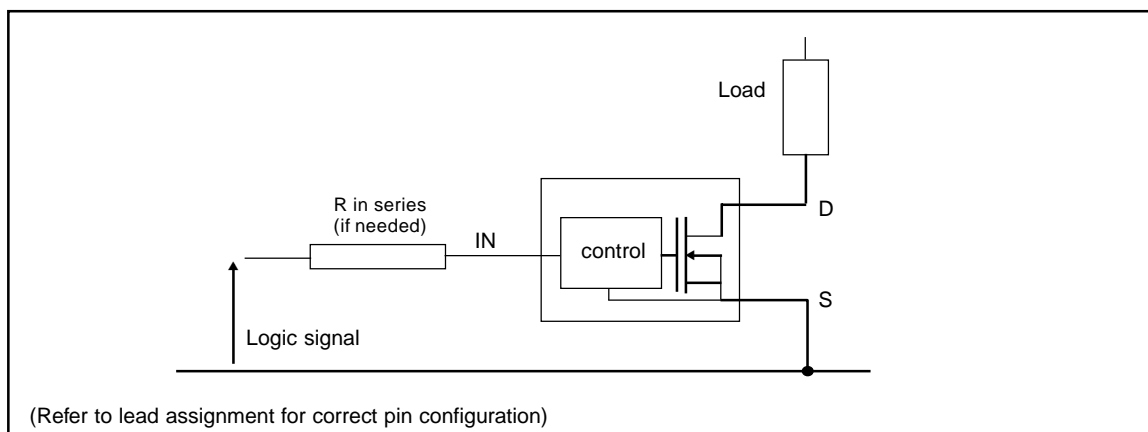 Load
R in series
(if needed)
IN
D
control
S
Logic signal
(Refer to lead assignment for correct pin configuration)